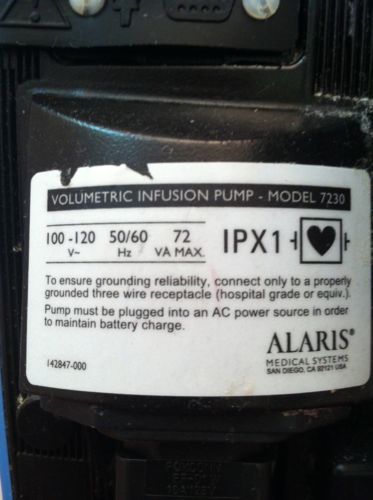 VOLUMETRIC INFUSION PUMP - MODEL 7230
100 -120 50/60 72 IPX1
V~ Hz VA MAX.
To ensure grounding reliability, connect only to a properly
grounded three wire receptacle (hospital grade or equiv.).
Pump must be plugged into an AC power source in order
to maintain battery charge.
ALARIS®
MEDICAL SYSTEMS
SAN DIEGO, CA 92121 USA
142847-000
FOXCONN